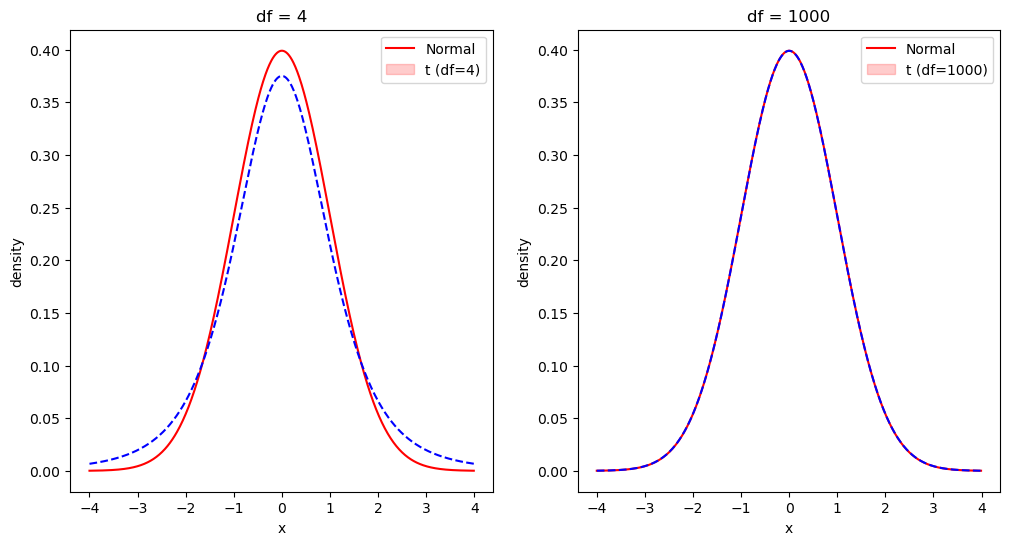 df = 4
Normal
t (df=4)
density
0.40
0.35
0.30
0.25
0.20
0.15
0.10
0.05
0.00
−4 −3 −2 −1 0 1 2 3 4
x
df = 1000
Normal
t (df=1000)
density
0.40
0.35
0.30
0.25
0.20
0.15
0.10
0.05
0.00
−4 −3 −2 −1 0 1 2 3 4
x